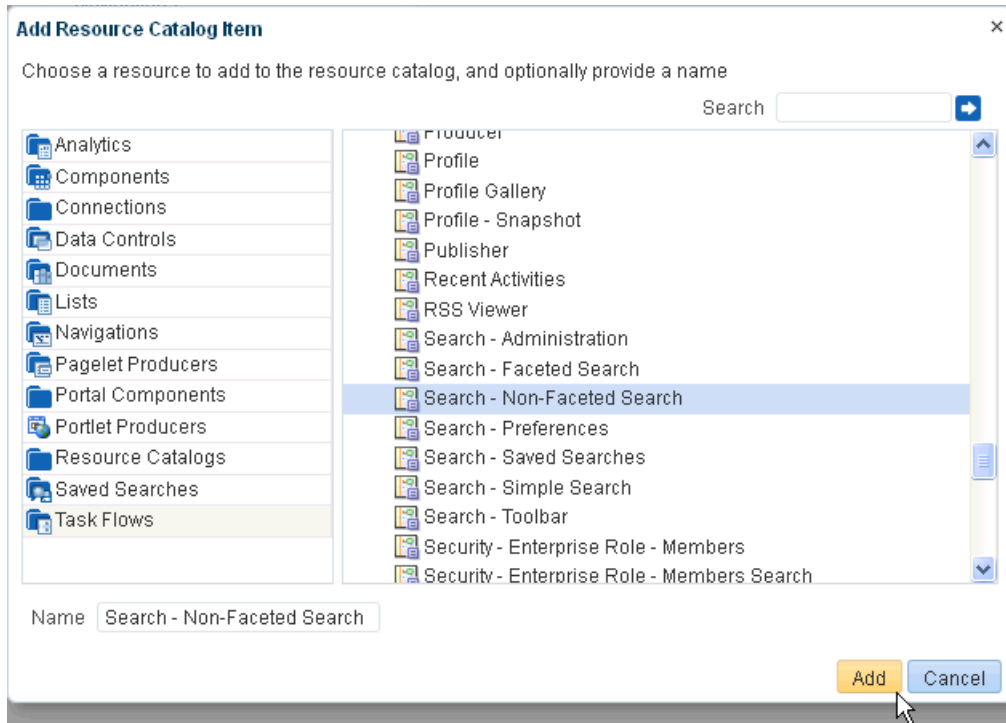 Add Resource Catalog Item
Choose a resource to add to the resource catalog, and optionally provide a name
Search
Analytics
Components
Connections
Data Controls
Documents
Lists
Navigations
Pagelet Producers
Portal Components
Portlet Producers
Resource Catalogs
Saved Searches
Task Flows
Producer
Profile
Profile Gallery
Profile - Snapshot
Publisher
Recent Activities
RSS Viewer
Search - Administration
Search - Faceted Search
Search - Non-Faceted Search
Search - Preferences
Search - Saved Searches
Search - Simple Search
Search - Toolbar
Security - Enterprise Role - Members
Security - Enterprise Role - Members Search
Name Search - Non-Faceted Search
Add Cancel